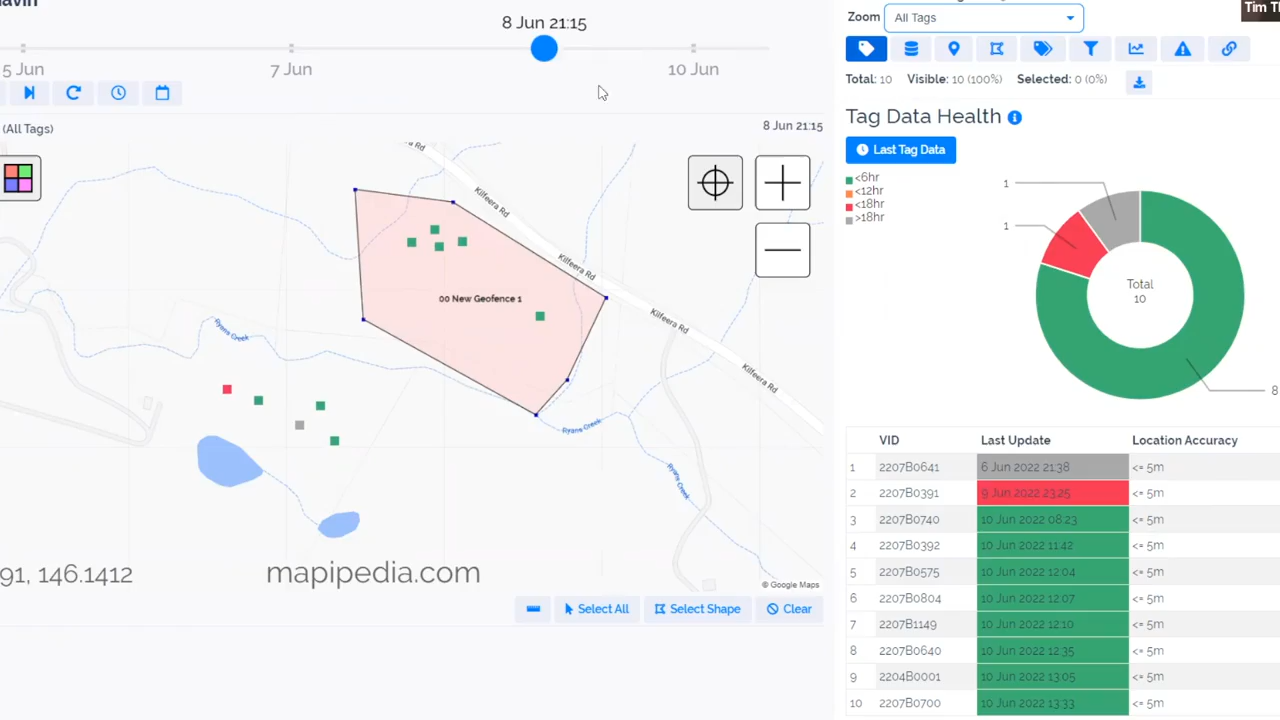 8 Jun 21:15
5 Jun
7 Jun
10 Jun
(All Tags)
8 Jun 21:15
Kilfeera Rd
Kilfeera Rd
Kilfeera Rd
Kilfeera Rd
00 New Geofence 1
Ryans Creek
Ryans Creek
Ryans Creek
91, 146.1412
mapipedia.com
© Google Maps
Select All
Select Shape
Clear
Zoom
All Tags
Tim T
Total: 10
Visible: 10 (100%)
Selected: 0 (0%)
Tag Data Health
Last Tag Data
<6hr
<12hr
<18hr
>18hr
1
1
Total
10
8
VID Last Update Location Accuracy
1 2207B0641 6 Jun 2022 21:38 <= 5m
2 2207B0391 9 Jun 2022 23:25 <= 5m
3 2207B0740 10 Jun 2022 08:23 <= 5m
4 2207B0392 10 Jun 2022 11:42 <= 5m
5 2207B0575 10 Jun 2022 12:04 <= 5m
6 2207B0804 10 Jun 2022 12:07 <= 5m
7 2207B1149 10 Jun 2022 12:10 <= 5m
8 2207B0640 10 Jun 2022 12:35 <= 5m
9 2204B0001 10 Jun 2022 13:05 <= 5m
10 2207B0700 10 Jun 2022 13:33 <= 5m